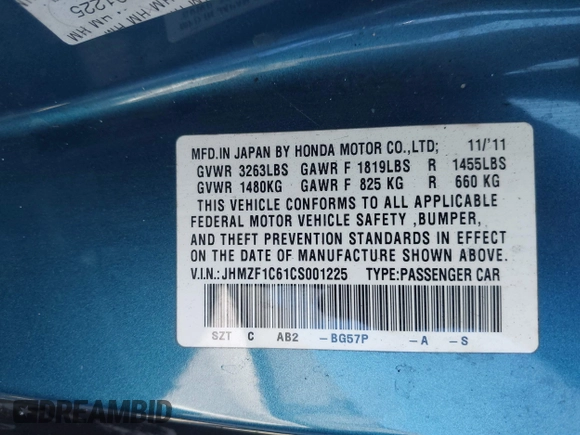 MFD.IN JAPAN BY HONDA MOTOR CO.,LTD; 11/'11
GVWR 3263LBS GAWR F 1819LBS R 1455LBS
GVWR 1480KG GAWR F 825 KG R 660 KG
THIS VEHICLE CONFORMS TO ALL APPLICABLE
FEDERAL MOTOR VEHICLE SAFETY ,BUMPER,
AND THEFT PREVENTION STANDARDS IN EFFECT
ON THE DATE OF MANUFACTURE SHOWN ABOVE.
V.I.N.:JHMZF1C61CS001225 TYPE:PASSENGER CAR
SZT C AB2 –BG57P –A –S
DREAMBID